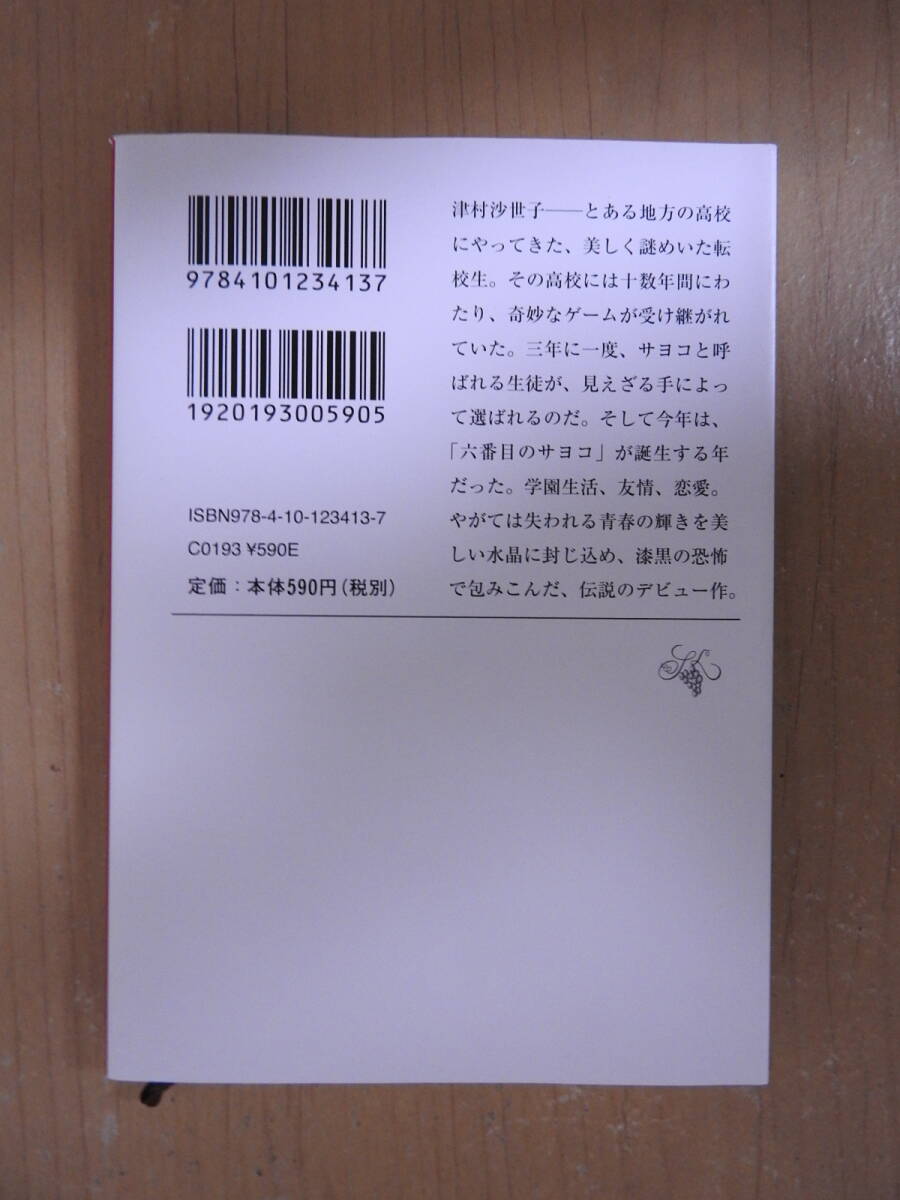 9784101234137
1920193005905
ISBN978-4-10-123413-7
C0193 ¥590E
定価：本体590円（税別）
津村沙世子――とある地方の高校
にやってきた、美しく謎めいた転
校生。その高校には十数年間にわ
たり、奇妙なゲームが受け継がれ
ていた。三年に一度、サヨコと呼
ばれる生徒が、見えざる手によっ
て選ばれるのだ。そして今年は、
「六番目のサヨコ」が誕生する年
だった。学園生活、友情、恋愛。
やがては失われる青春の輝きを美
しい水晶に封じ込め、漆黒の恐怖
で包みこんだ、伝説のデビュー作。